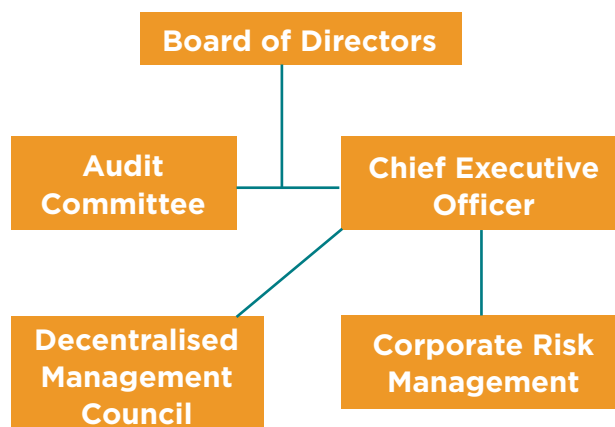 Board of Directors
Audit
Committee
Chief Executive
Officer
Decentralised
Management
Council
Corporate Risk
Management